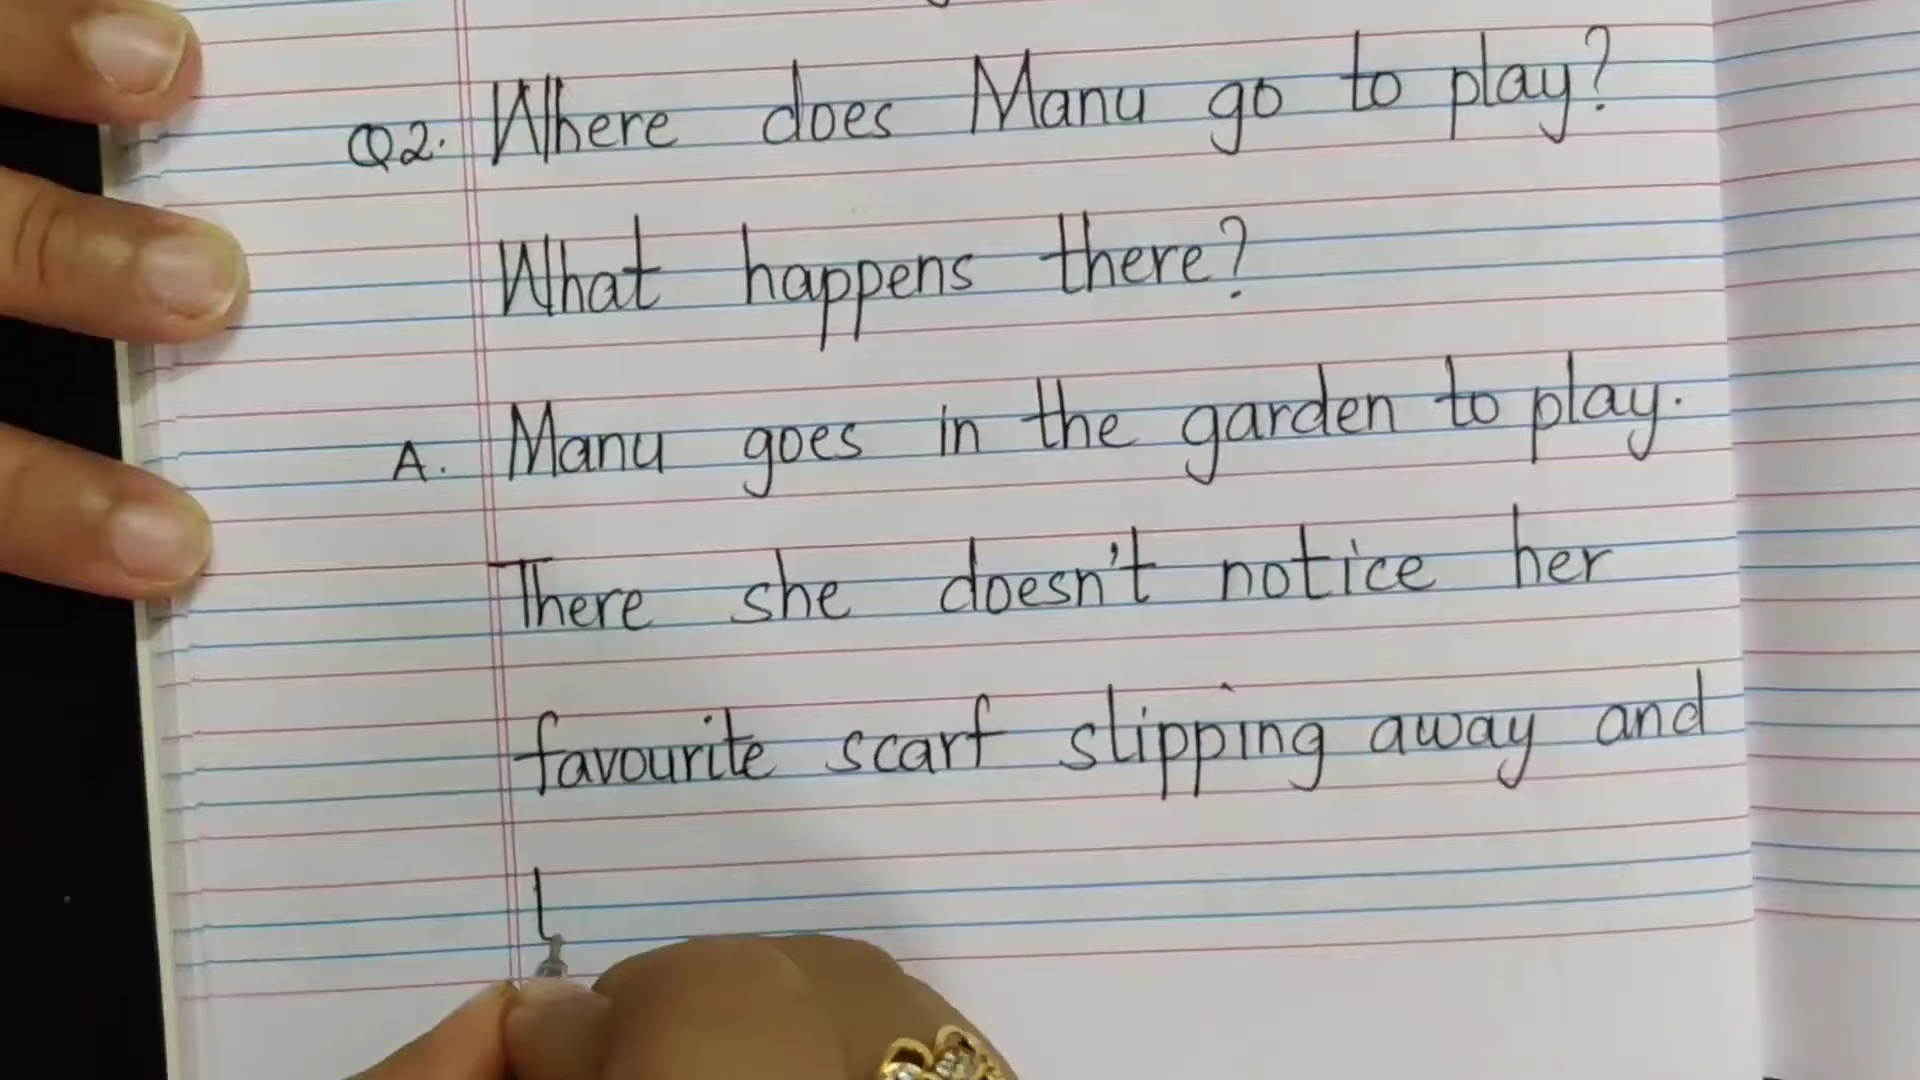 Q2. Where does Manu go to play?
What happens there?
A. Manu goes in the garden to play.
There she doesn't notice her
favourite scarf slipping away and